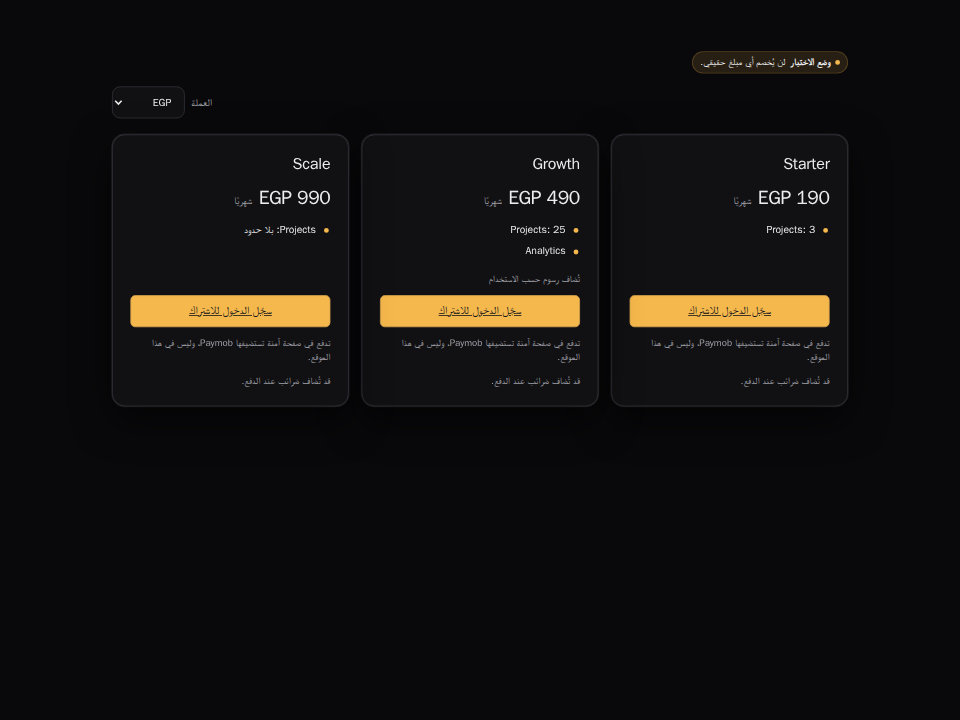 وضع الاختبار لن يُخصم أي مبلغ حقيقي.
العملة EGP
Starter
EGP 190 شهريًا
Projects: 3
سجّل الدخول للاشتراك
تدفع في صفحة آمنة تستضيفها Paymob، وليس في هذا
الموقع.
قد تُضاف ضرائب عند الدفع.
Growth
EGP 490 شهريًا
Projects: 25
Analytics
تُضاف رسوم حسب الاستخدام
سجّل الدخول للاشتراك
تدفع في صفحة آمنة تستضيفها Paymob، وليس في هذا
الموقع.
قد تُضاف ضرائب عند الدفع.
Scale
EGP 990 شهريًا
Projects: بلا حدود
سجّل الدخول للاشتراك
تدفع في صفحة آمنة تستضيفها Paymob، وليس في هذا
الموقع.
قد تُضاف ضرائب عند الدفع.